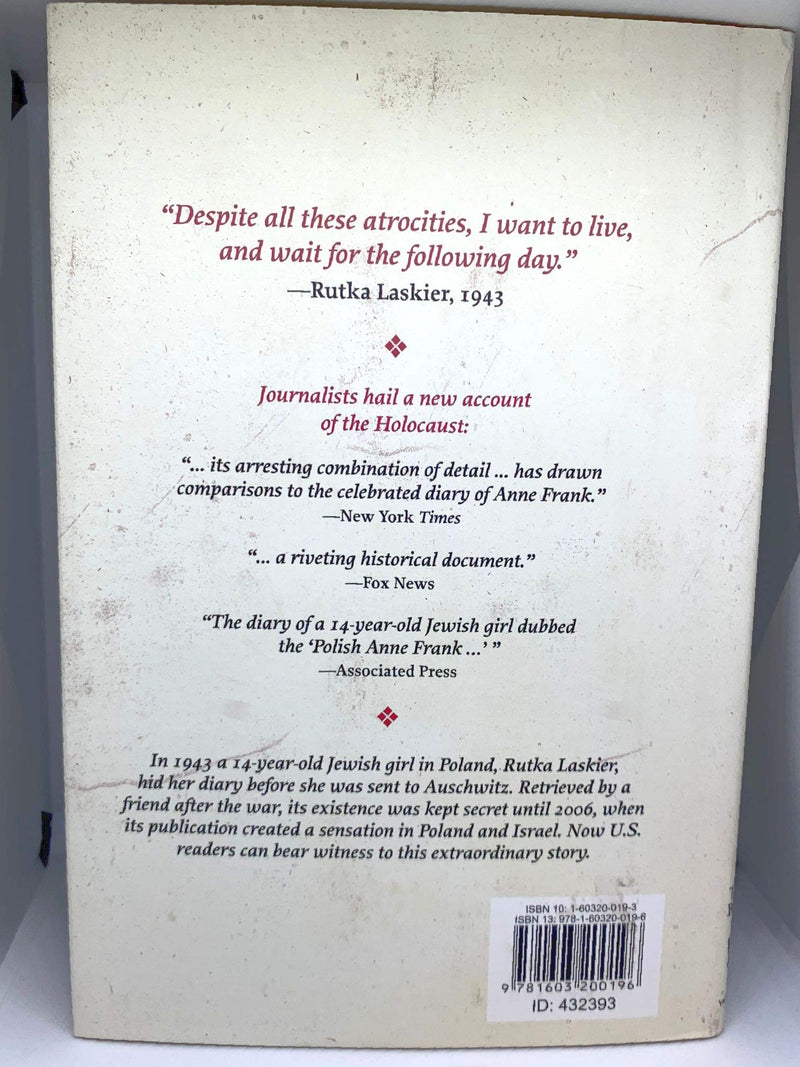 “Despite all these atrocities, I want to live,
and wait for the following day.”
—Rutka Laskier, 1943
Journalists hail a new account
of the Holocaust:
“... its arresting combination of detail ... has drawn
comparisons to the celebrated diary of Anne Frank.”
—New York Times
“... a riveting historical document.”
—Fox News
“The diary of a 14-year-old Jewish girl dubbed
the ‘Polish Anne Frank ...’ ”
—Associated Press
In 1943 a 14-year-old Jewish girl in Poland, Rutka Laskier,
hid her diary before she was sent to Auschwitz. Retrieved by a
friend after the war, its existence was kept secret until 2006, when
its publication created a sensation in Poland and Israel. Now U.S.
readers can bear witness to this extraordinary story.
ISBN 10: 1-60320-019-3
ISBN 13: 978-1-60320-019-6
9 781603 200196
ID: 432393